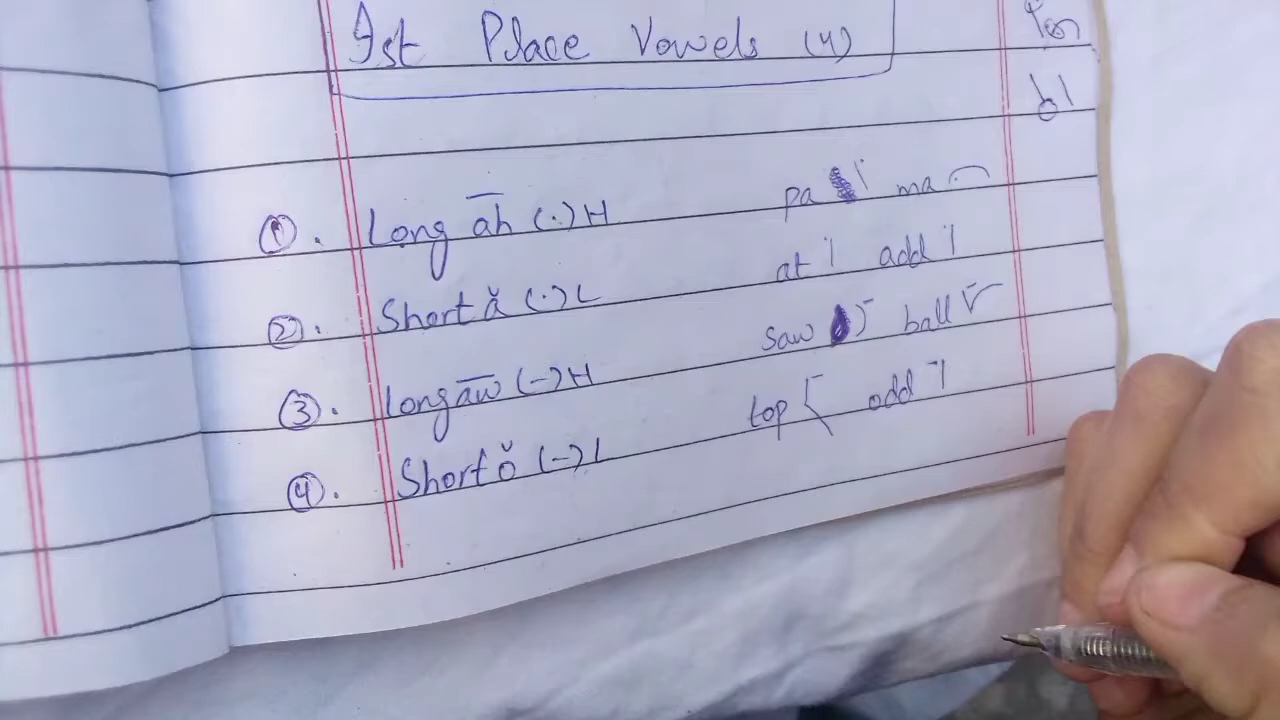 Ist Place Vowels (4)
① . Long āh (·) H pa ma
② . Short ă (·) L at add
③ . Long āw (–) H saw ball
④ . Short ŏ (–) L top odd